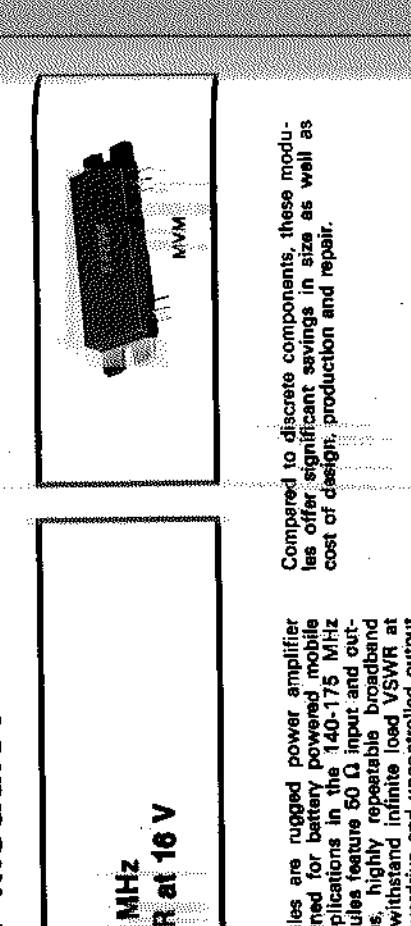 MHz
R at 16 V
MVM
les are rugged power amplifier
ned for battery powered mobile
plications in the 140-175 MHz
ules feature 50 Ω input and out-
s, highly repeatable broadband
withstand infinite load VSWR at
output
Compared to discrete components, these modu-
les offer significant savings in size as well as
cost of design, production and repair.